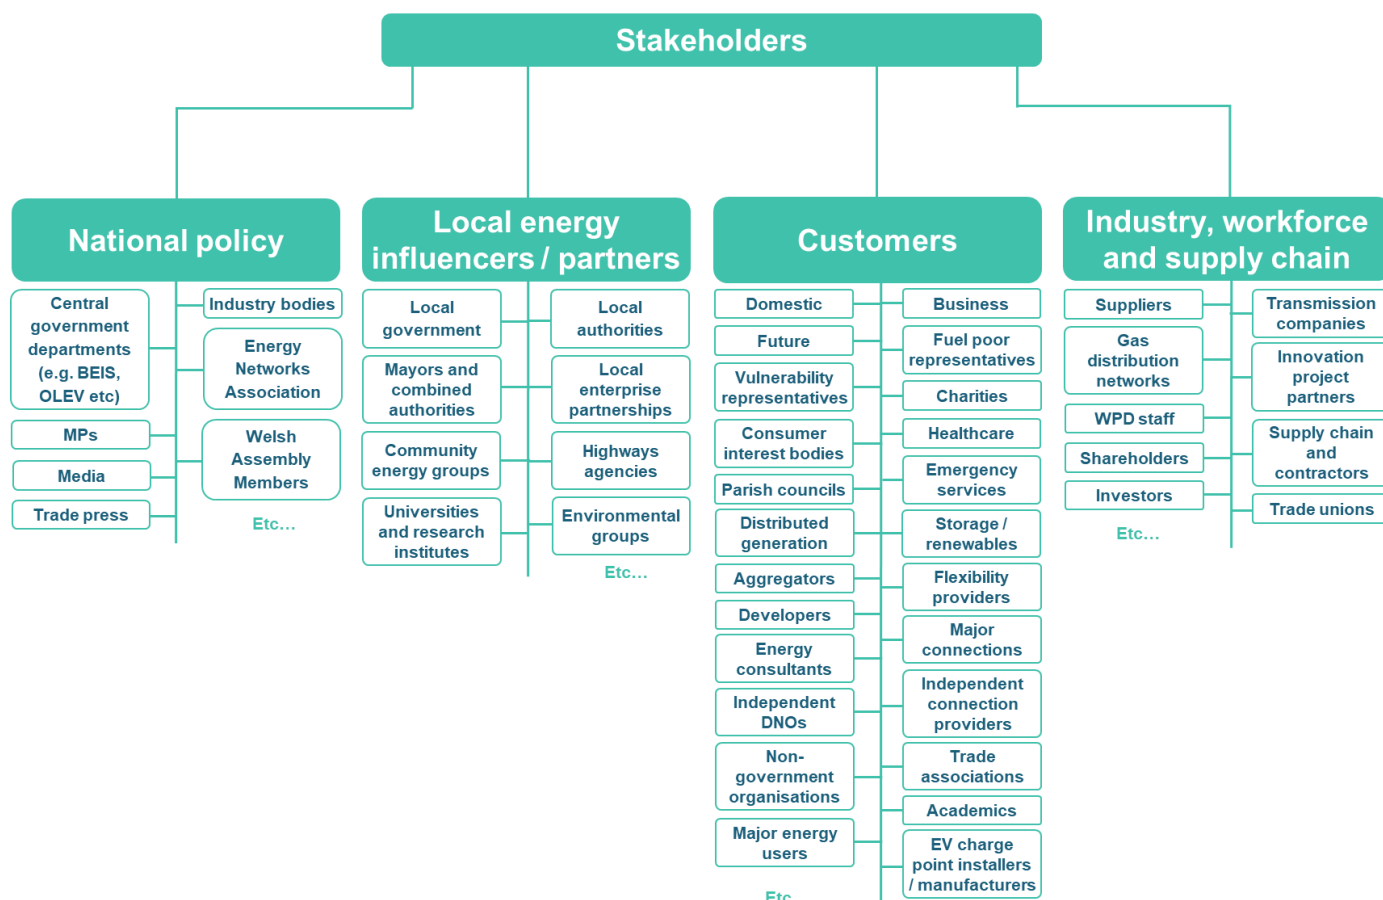 Stakeholders
National policy
Central
government
departments
(e.g. BEIS,
OLEV etc)
MPs
Media
Trade press
Industry bodies
Energy
Networks
Association
Welsh
Assembly
Members
Etc...
Local energy
influencers / partners
Local
government
Mayors and
combined
authorities
Community
energy groups
Universities
and research
institutes
Local
authorities
Local
enterprise
partnerships
Highways
agencies
Environmental
groups
Etc...
Customers
Domestic
Future
Vulnerability
representatives
Consumer
interest bodies
Parish councils
Distributed
generation
Aggregators
Developers
Energy
consultants
Independent
DNOs
Non-
government
organisations
Major energy
users
Etc
Business
Fuel poor
representatives
Charities
Healthcare
Emergency
services
Storage /
renewables
Flexibility
providers
Major
connections
Independent
connection
providers
Trade
associations
Academics
EV charge
point installers
/ manufacturers
Industry, workforce
and supply chain
Suppliers
Gas
distribution
networks
WPD staff
Shareholders
Investors
Etc...
Transmission
companies
Innovation
project
partners
Supply chain
and
contractors
Trade unions